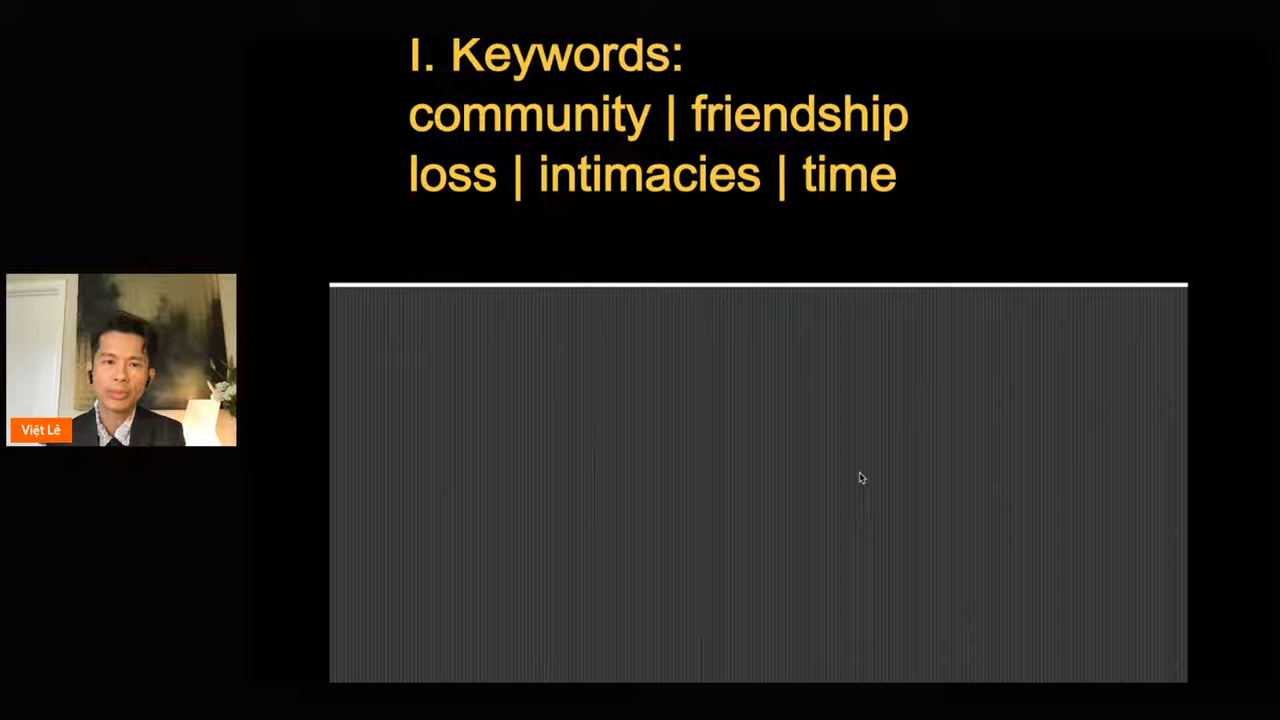 I. Keywords:
community | friendship
loss | intimacies | time
Việt Lê